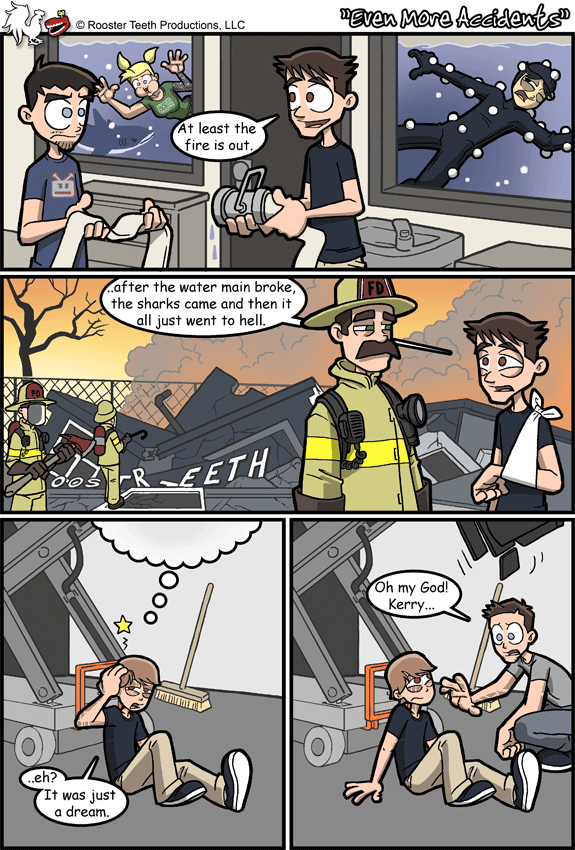 © Rooster Teeth Productions, LLC
"Even More Accidents"
At least the
fire is out.
..after the water main broke,
the sharks came and then it
all just went to hell.
FD
FD
OOS R_EETH
..eh?
It was just
a dream.
Oh my God!
Kerry...